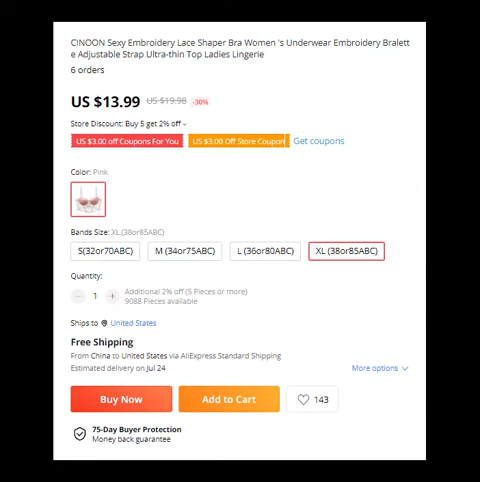 CINOON Sexy Embroidery Lace Shaper Bra Women 's Underwear Embroidery Bralett
e Adjustable Strap Ultra-thin Top Ladies Lingerie
6 orders
US $13.99 US $19.98 -30%
Store Discount: Buy 5 get 2% off
US $3.00 off Coupons For You US $3.00 Off Store Coupon Get coupons
Color: Pink
Bands Size: XL (38or85ABC)
S(32or70ABC) M (34or75ABC) L (36or80ABC) XL (38or85ABC)
Quantity:
1 Additional 2% off (5 Pieces or more)
9088 Pieces available
Ships to United States
Free Shipping
From China to United States via AliExpress Standard Shipping
Estimated delivery on Jul 24 More options
Buy Now Add to Cart 143
75-Day Buyer Protection
Money back guarantee